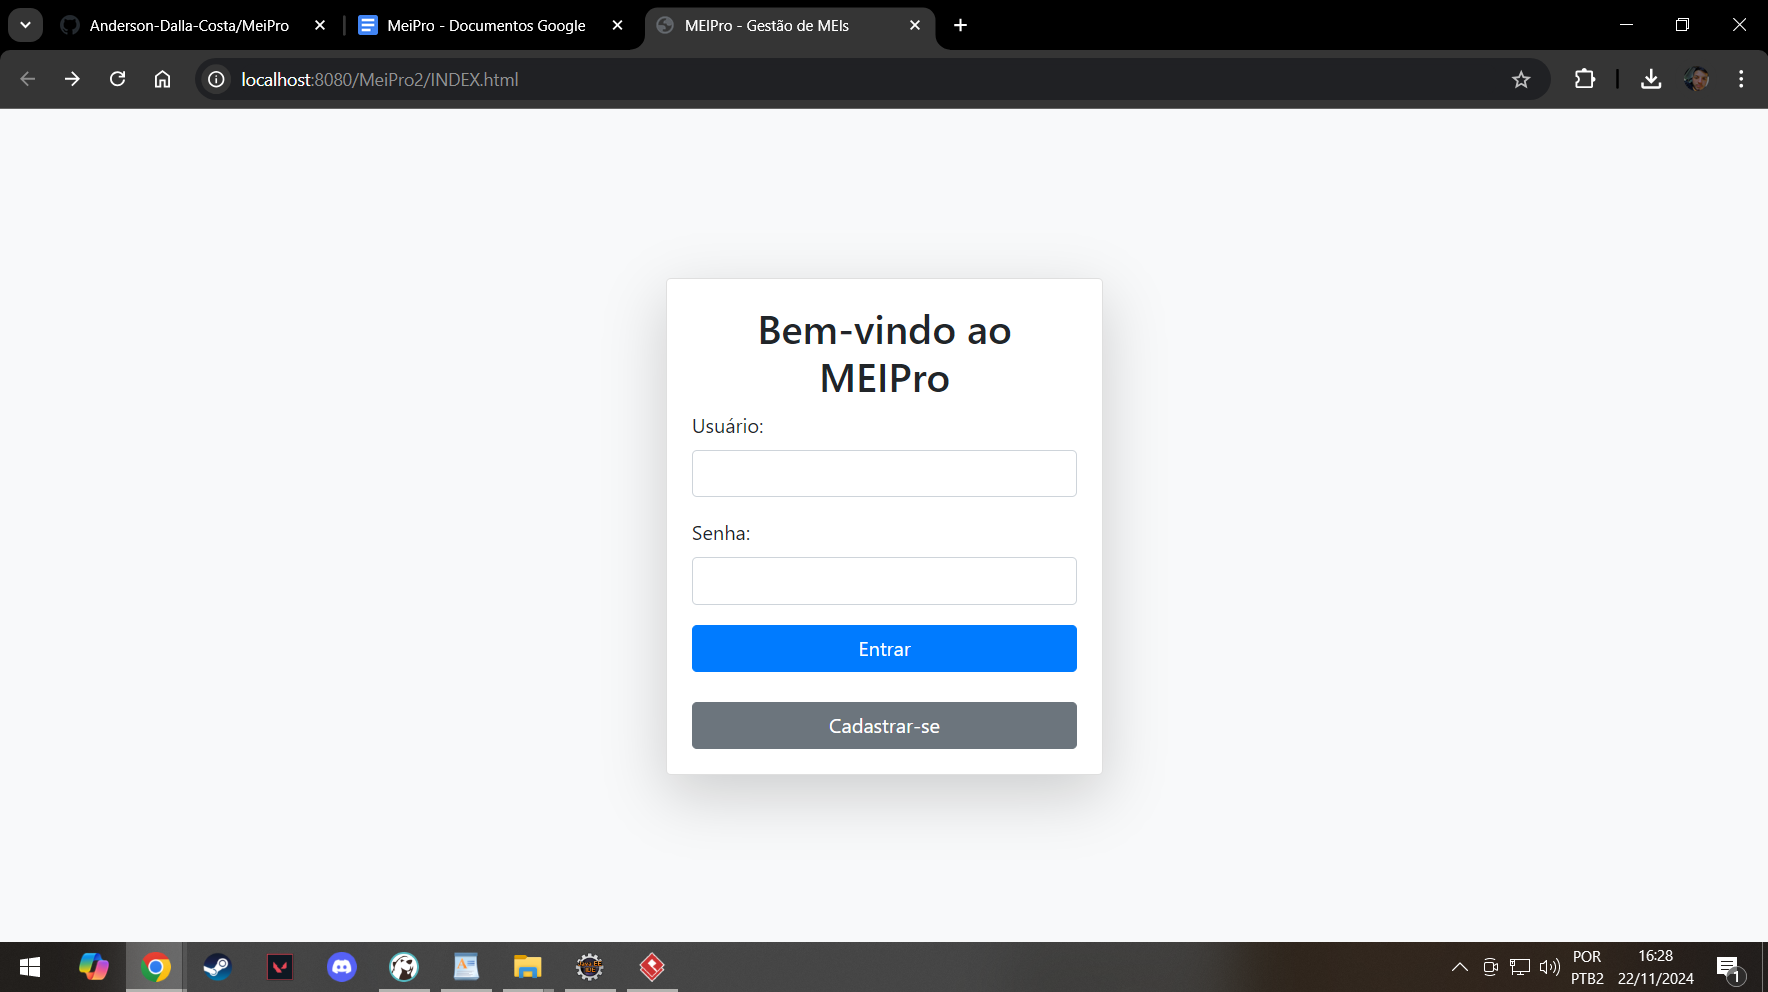 Anderson-Dalla-Costa/MeiPro
MeiPro - Documentos Google
MEIPro - Gestão de MEIs
localhost:8080/MeiPro2/INDEX.html
Bem-vindo ao
MEIPro
Usuário:
Senha:
Entrar
Cadastrar-se
POR
PTB2
16:28
22/11/2024
1